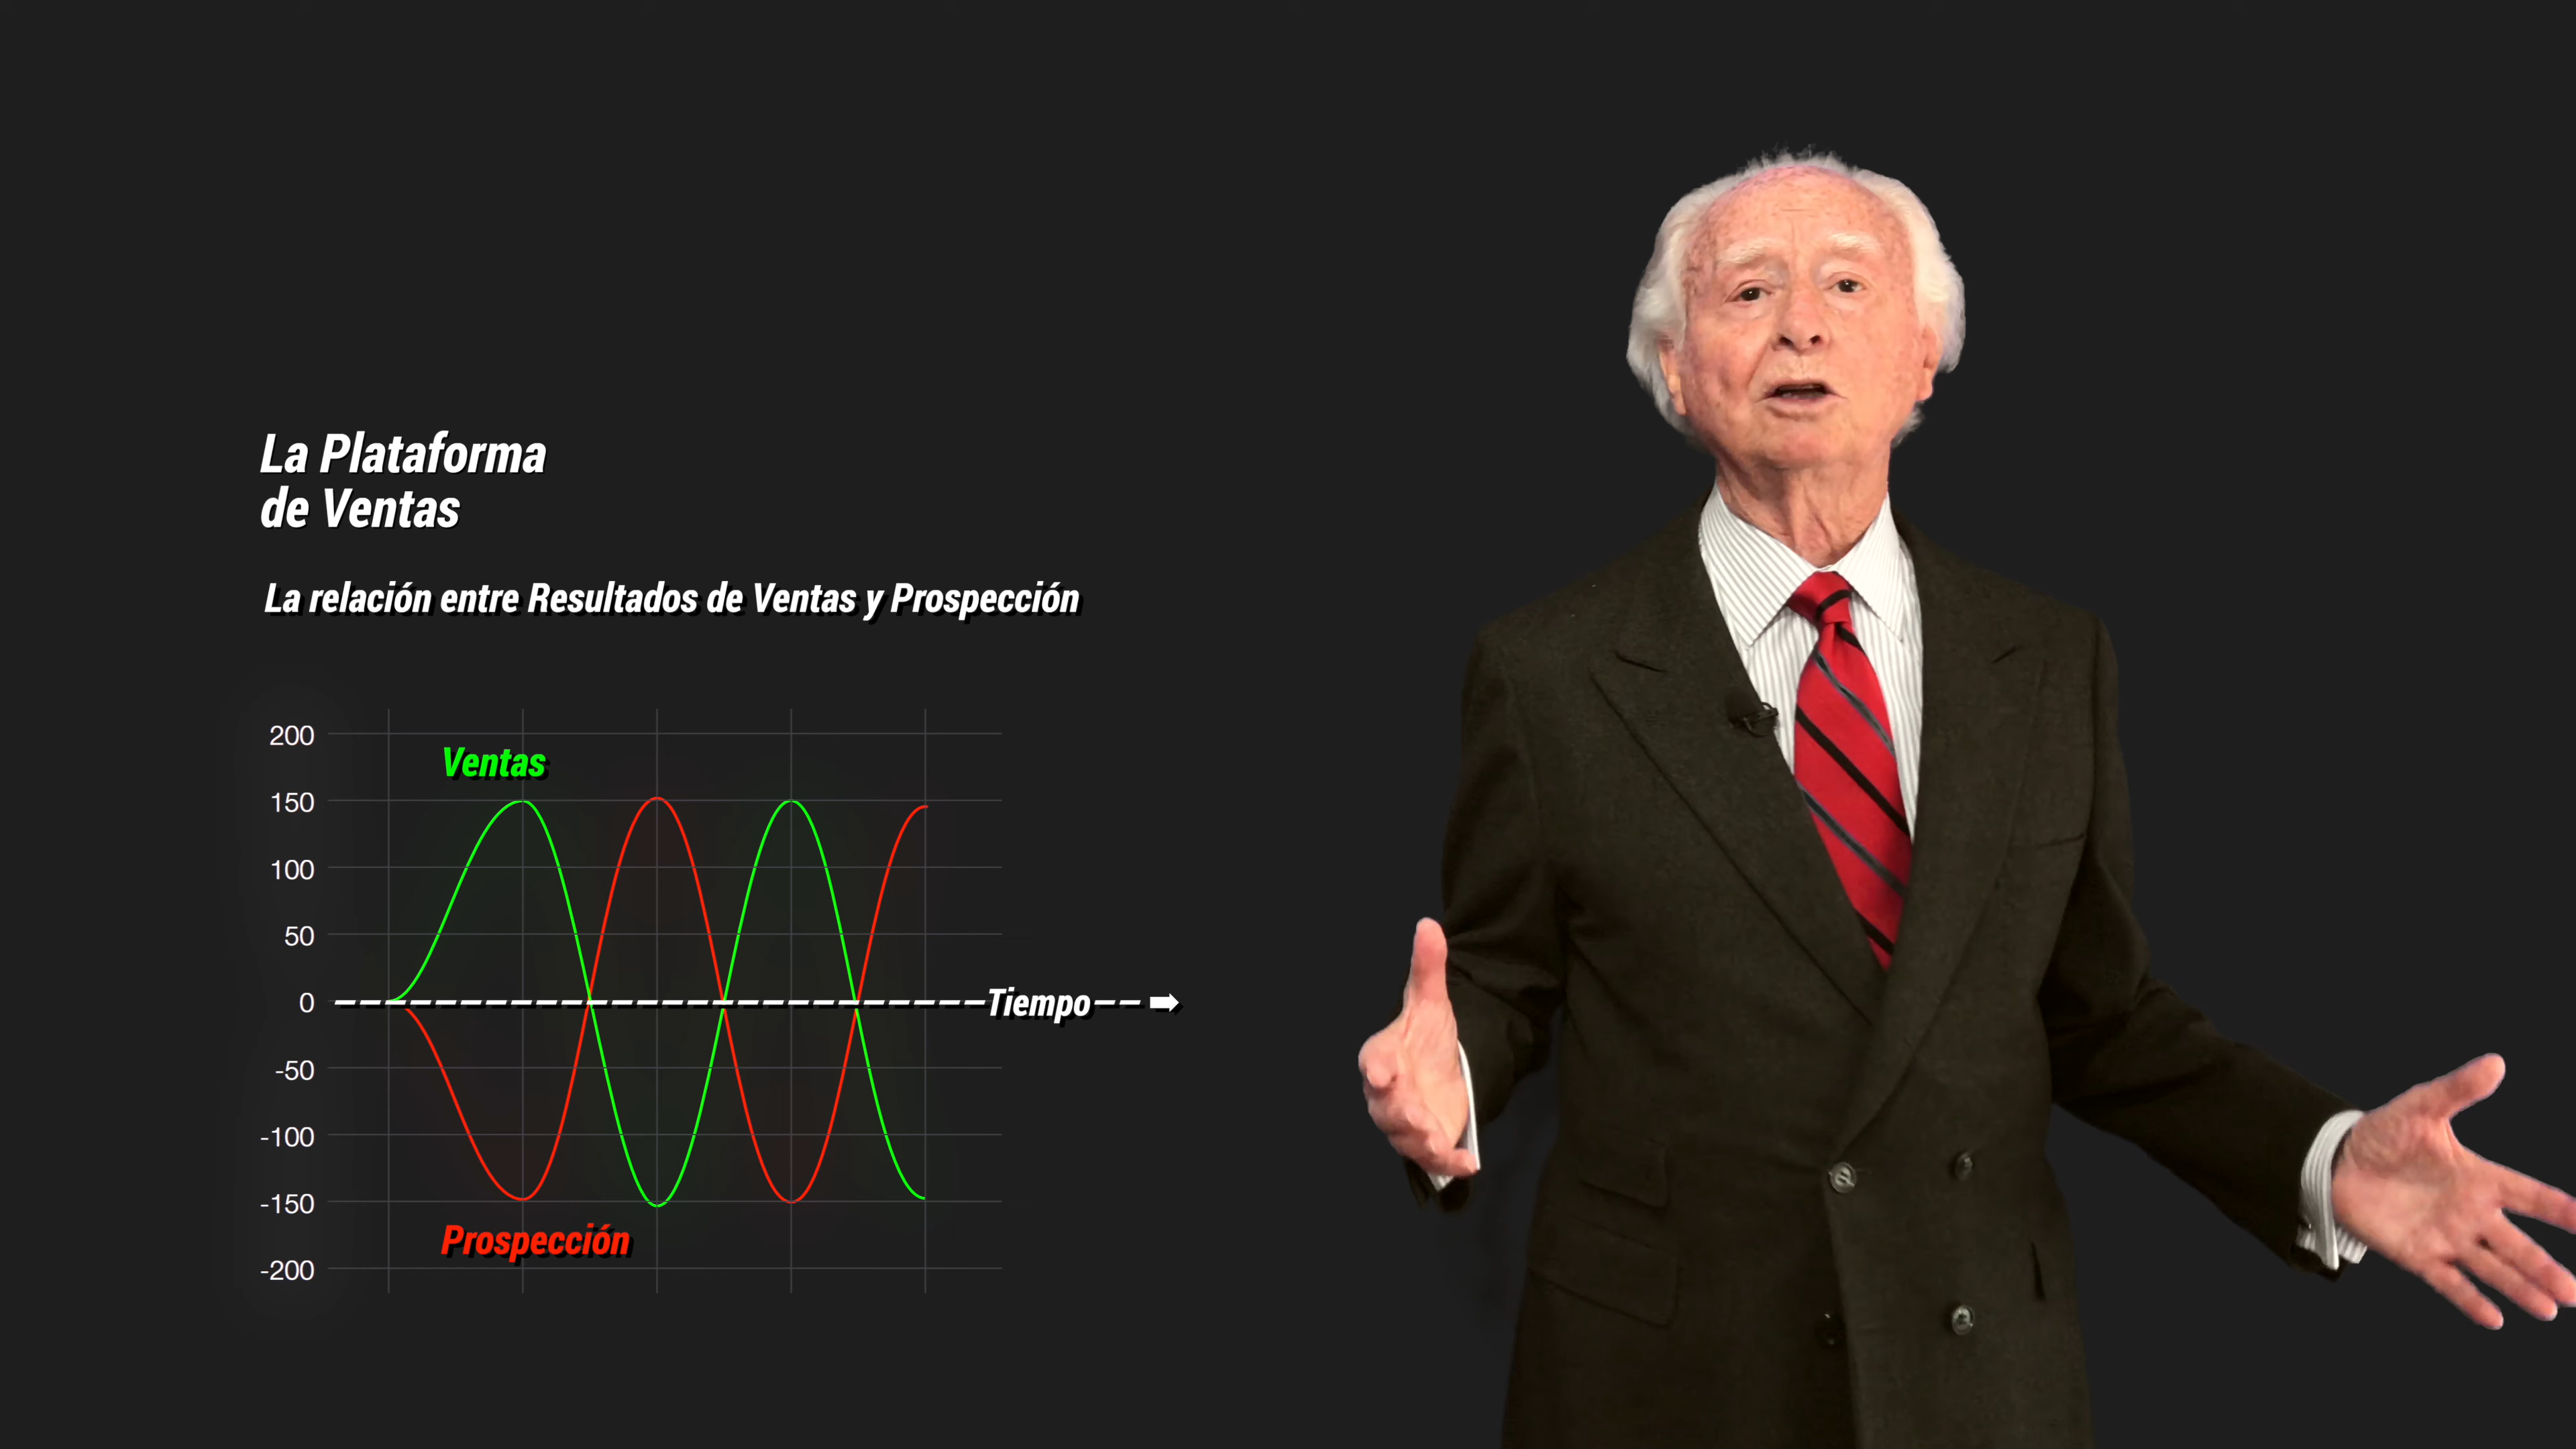 La Plataforma
de Ventas
La relación entre Resultados de Ventas y Prospección
200
Ventas
150
100
50
0
Tiempo
-50
-100
-150
Prospección
-200